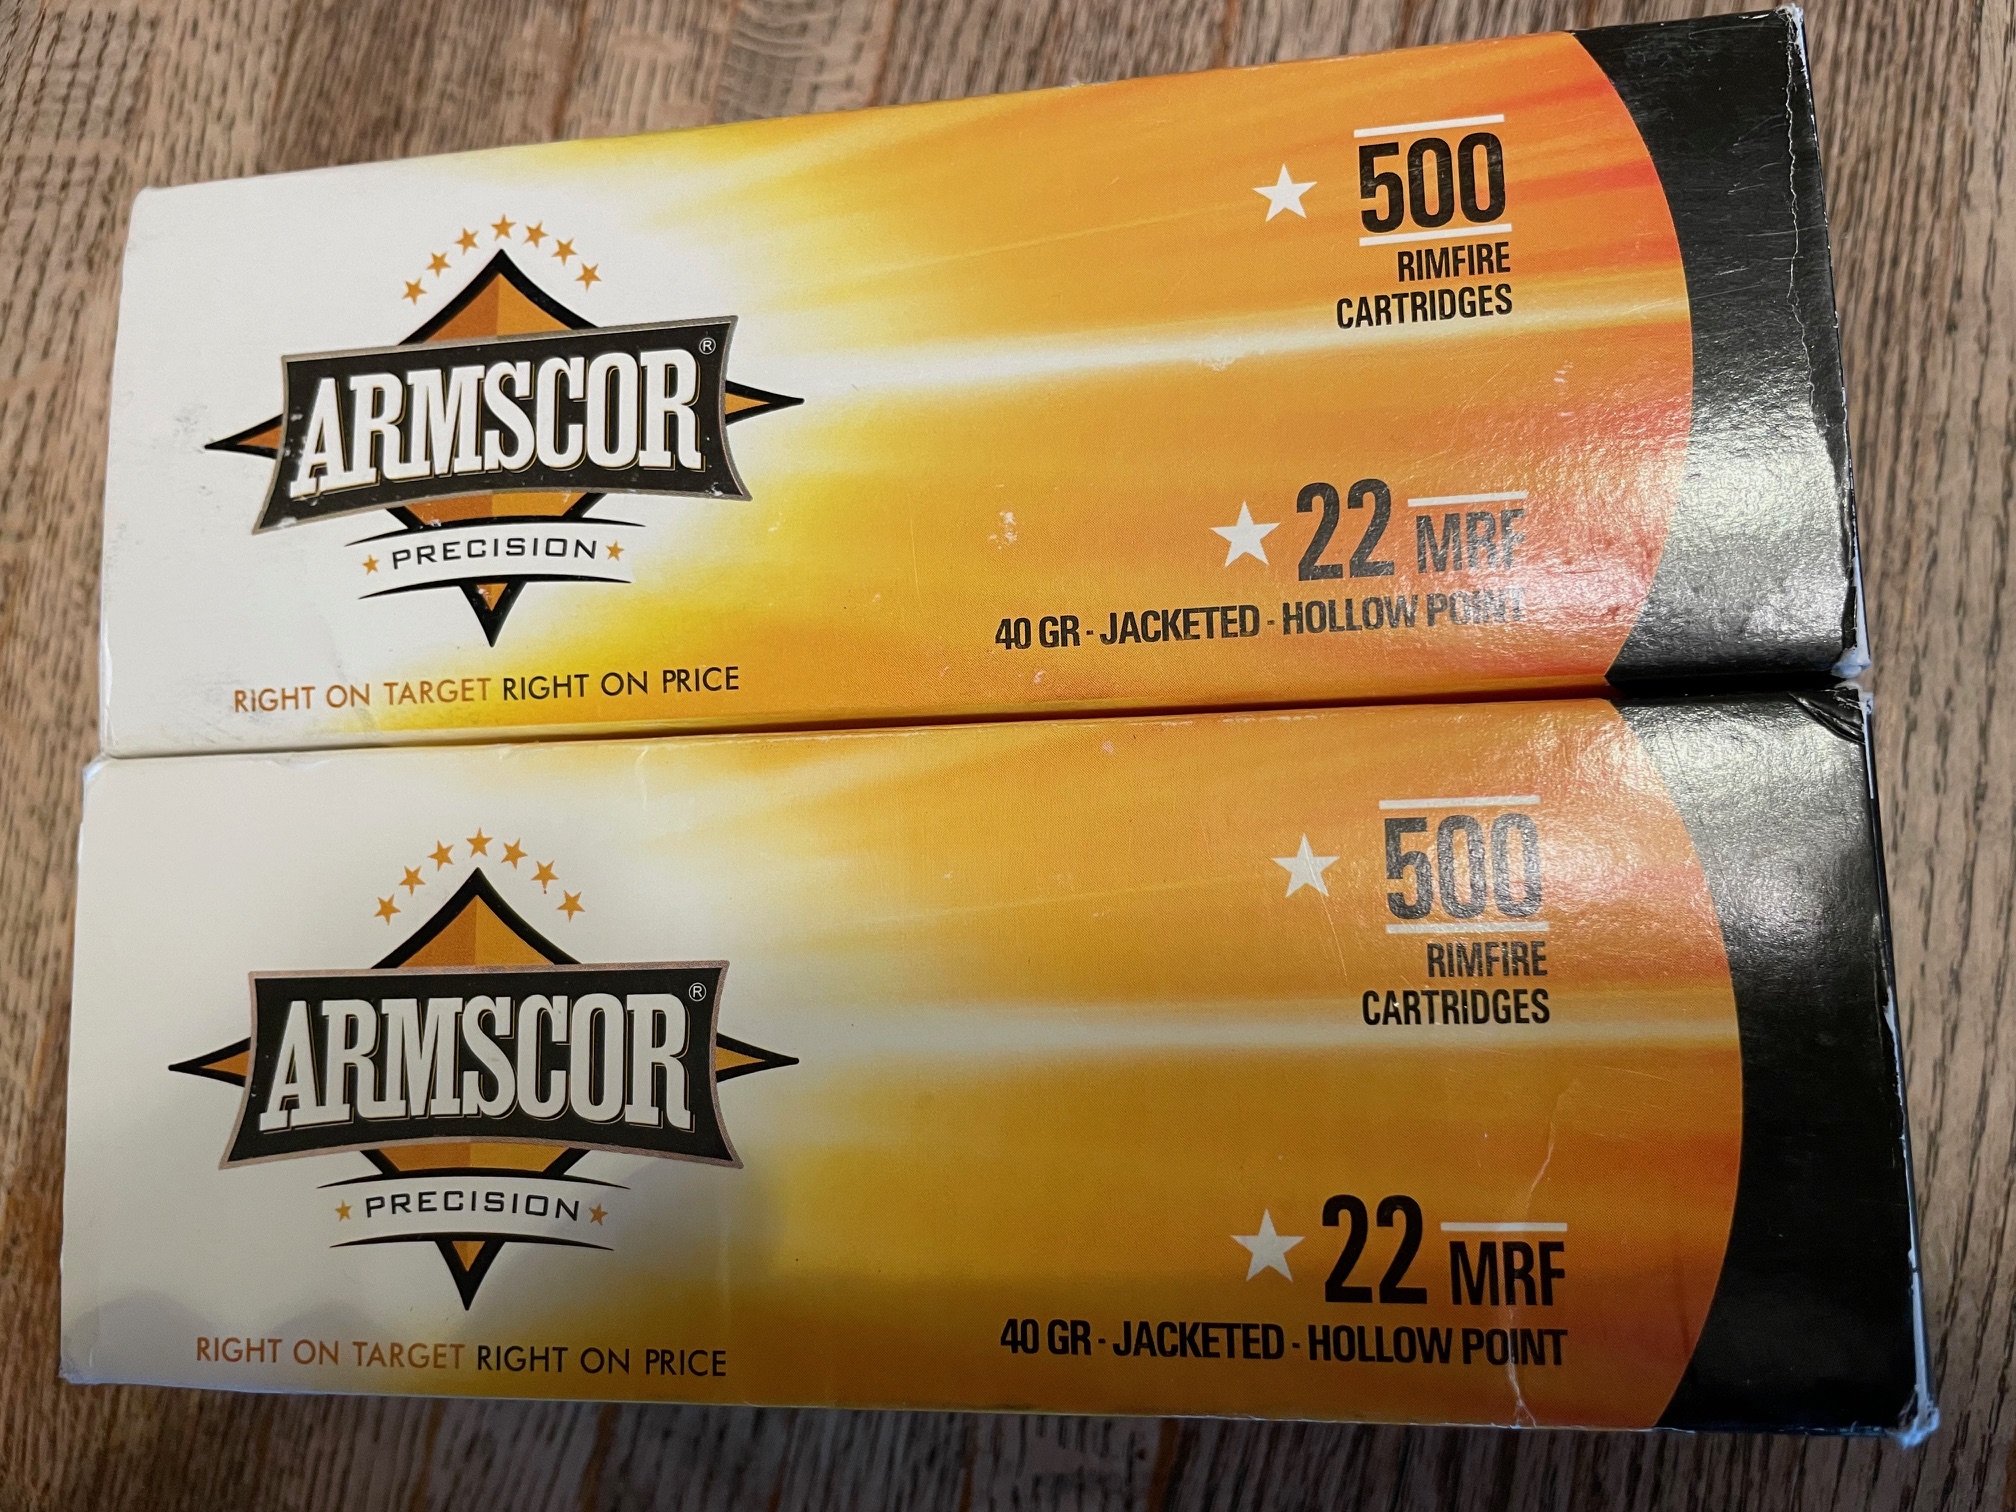 500
RIMFIRE
CARTRIDGES
ARMSCOR®
PRECISION
22 MRF
40 GR - JACKETED - HOLLOW POINT
RIGHT ON TARGET RIGHT ON PRICE
500
RIMFIRE
CARTRIDGES
ARMSCOR®
PRECISION
22 MRF
40 GR - JACKETED - HOLLOW POINT
RIGHT ON TARGET RIGHT ON PRICE